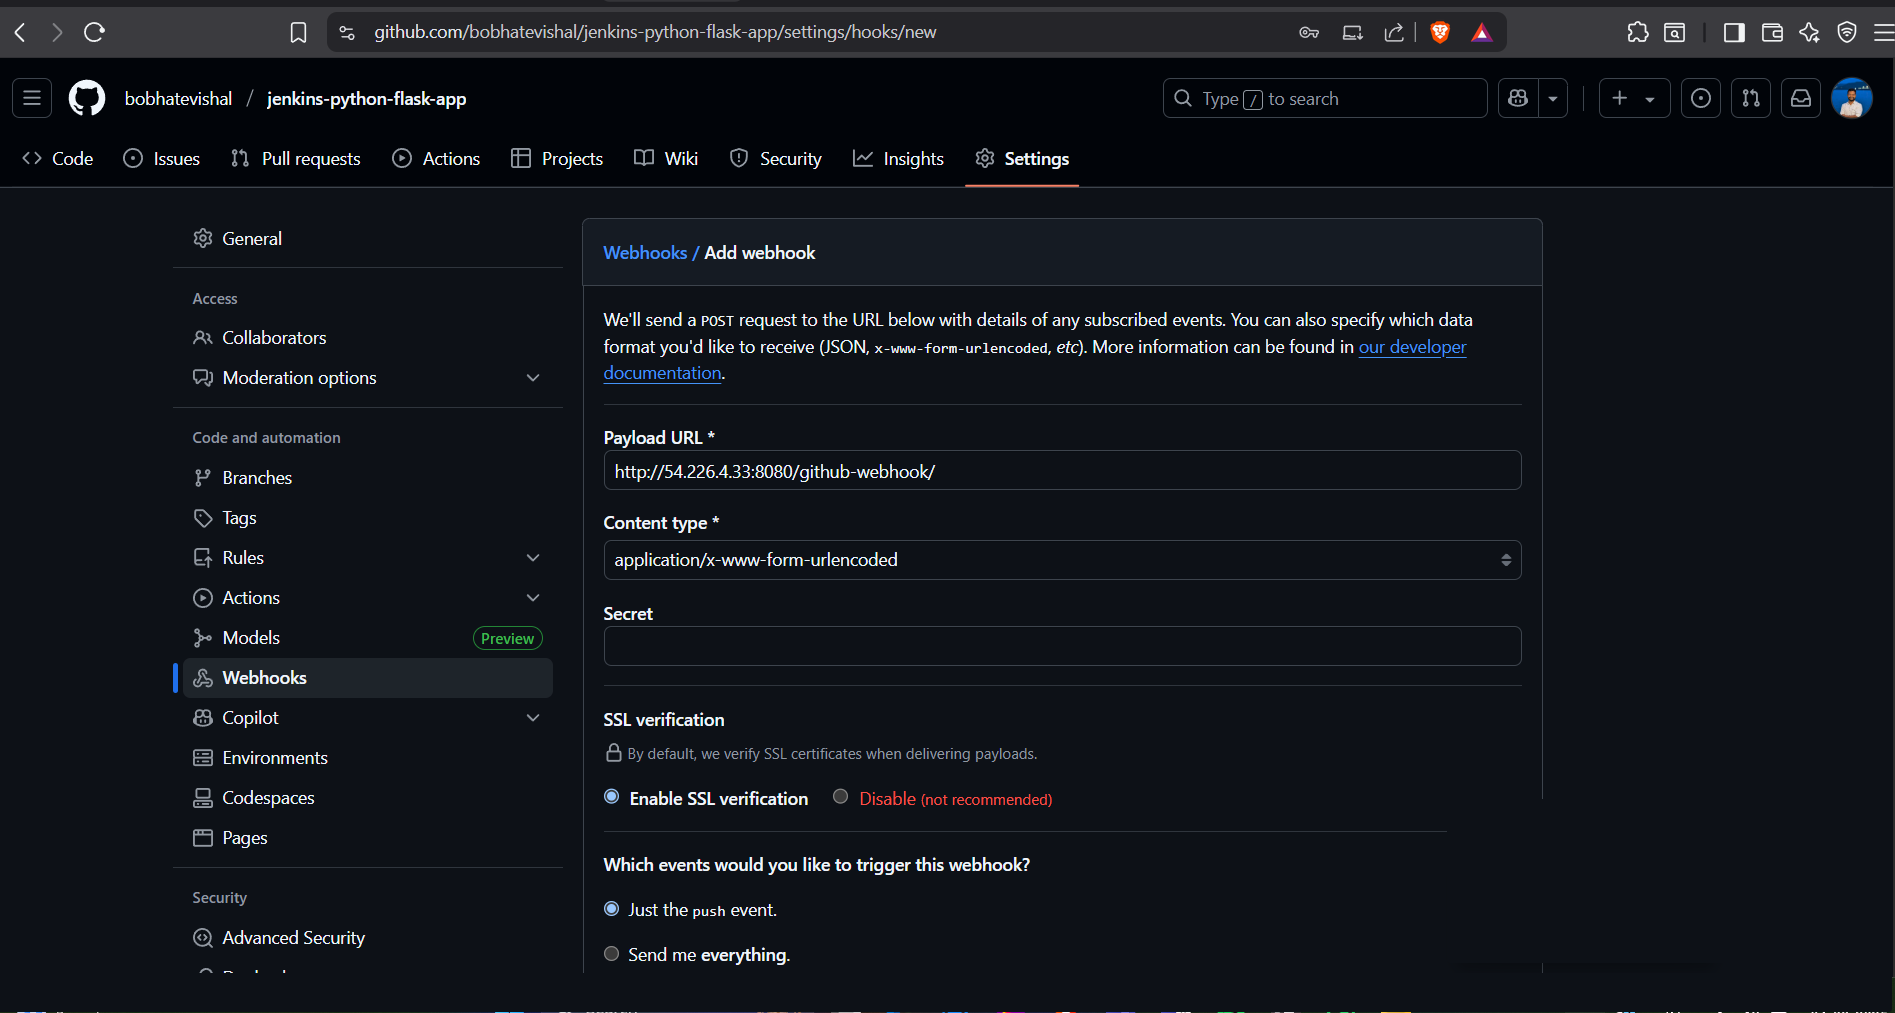 github.com/bobhatevishal/jenkins-python-flask-app/settings/hooks/new
bobhatevishal / jenkins-python-flask-app
Type / to search
Code
Issues
Pull requests
Actions
Projects
Wiki
Security
Insights
Settings
General
Access
Collaborators
Moderation options
Code and automation
Branches
Tags
Rules
Actions
Models
Preview
Webhooks
Copilot
Environments
Codespaces
Pages
Security
Advanced Security
Webhooks / Add webhook
We'll send a POST request to the URL below with details of any subscribed events. You can also specify which data
format you'd like to receive (JSON, x-www-form-urlencoded, etc). More information can be found in our developer
documentation.
Payload URL *
http://54.226.4.33:8080/github-webhook/
Content type *
application/x-www-form-urlencoded
Secret
SSL verification
By default, we verify SSL certificates when delivering payloads.
Enable SSL verification
Disable (not recommended)
Which events would you like to trigger this webhook?
Just the push event.
Send me everything.